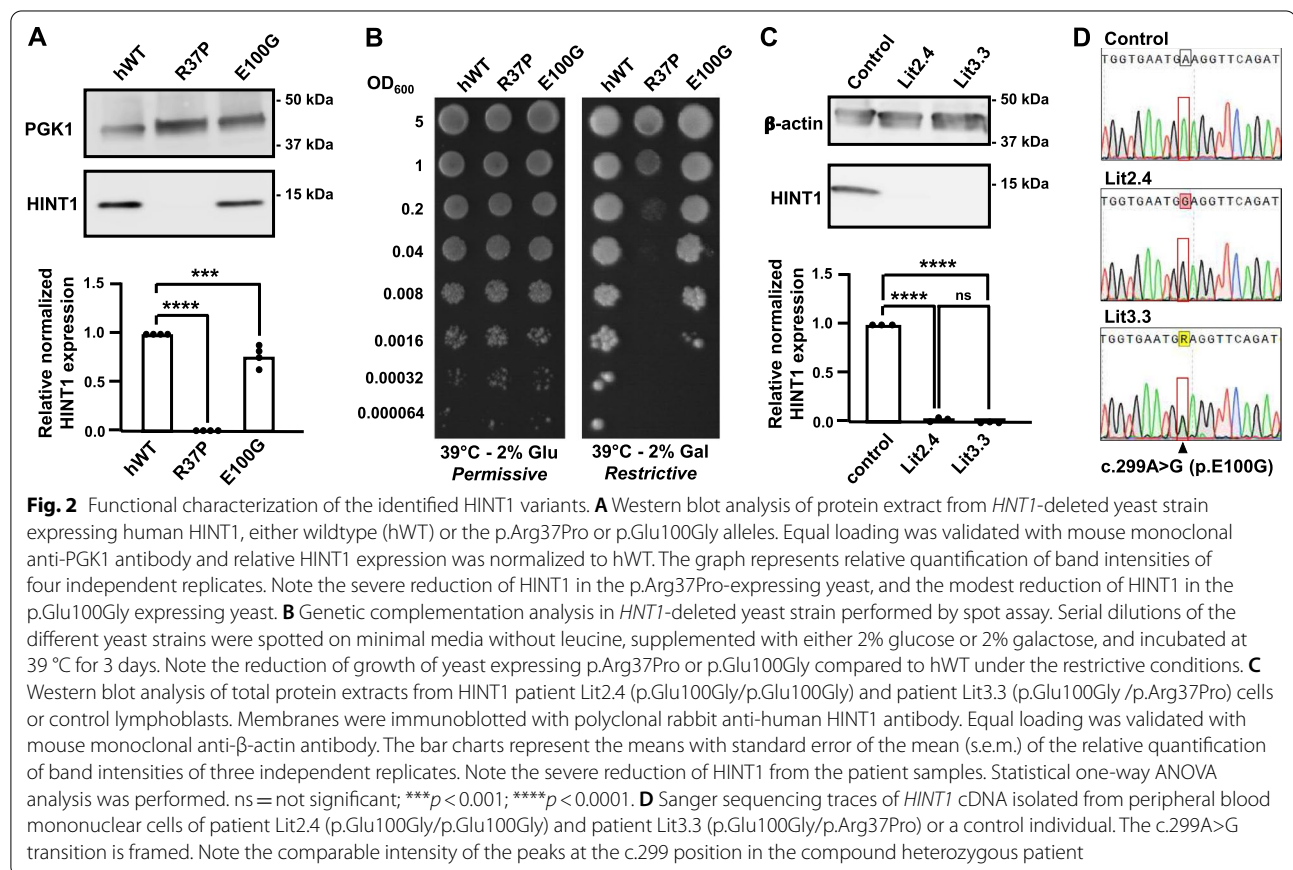 A
hWT
R37P
E100G
PGK1
- 50 kDa
- 37 kDa
HINT1
- 15 kDa
Relative normalized
HINT1 expression
1.5
1.0
0.5
0.0
***
****
hWT
R37P
E100G
B
OD600
hWT
R37P
E100G
hWT
R37P
E100G
5
1
0.2
0.04
0.008
0.0016
0.00032
0.000064
39°C - 2% Glu
Permissive
39°C - 2% Gal
Restrictive
C
Control
Lit2.4
Lit3.3
β-actin
- 50 kDa
- 37 kDa
HINT1
- 15 kDa
Relative normalized
HINT1 expression
1.5
1.0
0.5
0.0
****
****
ns
control
Lit2.4
Lit3.3
D
Control
TGGTGAATGAAGGTTCAGAT
Lit2.4
TGGTGAATGGAGGTTCAGAT
Lit3.3
TGGTGAATGRAGGTTCAGAT
c.299A>G (p.E100G)
Fig. 2 Functional characterization of the identified HINT1 variants. A Western blot analysis of protein extract from HNT1-deleted yeast strain
expressing human HINT1, either wildtype (hWT) or the p.Arg37Pro or p.Glu100Gly alleles. Equal loading was validated with mouse monoclonal
anti-PGK1 antibody and relative HINT1 expression was normalized to hWT. The graph represents relative quantification of band intensities of
four independent replicates. Note the severe reduction of HINT1 in the p.Arg37Pro-expressing yeast, and the modest reduction of HINT1 in the
p.Glu100Gly expressing yeast. B Genetic complementation analysis in HNT1-deleted yeast strain performed by spot assay. Serial dilutions of the
different yeast strains were spotted on minimal media without leucine, supplemented with either 2% glucose or 2% galactose, and incubated at
39 °C for 3 days. Note the reduction of growth of yeast expressing p.Arg37Pro or p.Glu100Gly compared to hWT under the restrictive conditions. C
Western blot analysis of total protein extracts from HINT1 patient Lit2.4 (p.Glu100Gly/p.Glu100Gly) and patient Lit3.3 (p.Glu100Gly /p.Arg37Pro) cells
or control lymphoblasts. Membranes were immunoblotted with polyclonal rabbit anti-human HINT1 antibody. Equal loading was validated with
mouse monoclonal anti-β-actin antibody. The bar charts represent the means with standard error of the mean (s.e.m.) of the relative quantification
of band intensities of three independent replicates. Note the severe reduction of HINT1 from the patient samples. Statistical one-way ANOVA
analysis was performed. ns = not significant; ***p < 0.001; ****p < 0.0001. D Sanger sequencing traces of HINT1 cDNA isolated from peripheral blood
mononuclear cells of patient Lit2.4 (p.Glu100Gly/p.Glu100Gly) and patient Lit3.3 (p.Glu100Gly/p.Arg37Pro) or a control individual. The c.299A>G
transition is framed. Note the comparable intensity of the peaks at the c.299 position in the compound heterozygous patient